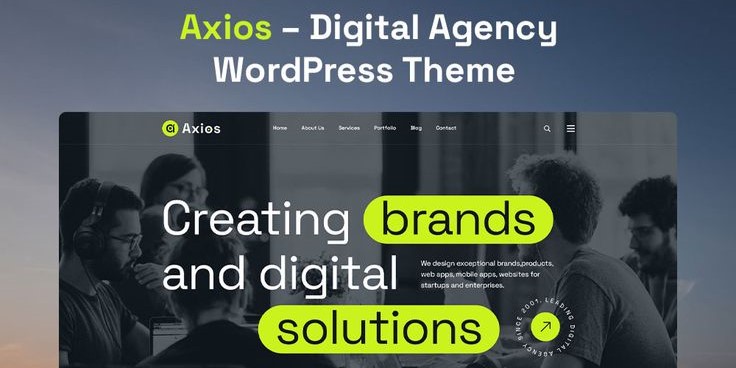 Axios – Digital Agency
WordPress Theme
Axios
Home About Us Services Portfolio Blog Contact
Creating brands
and digital
We design exceptional brands,products,
web apps, mobile apps, websites for
startups and enterprises.
solutions
SINCE 2001. LEADING DIGITAL AGENCY